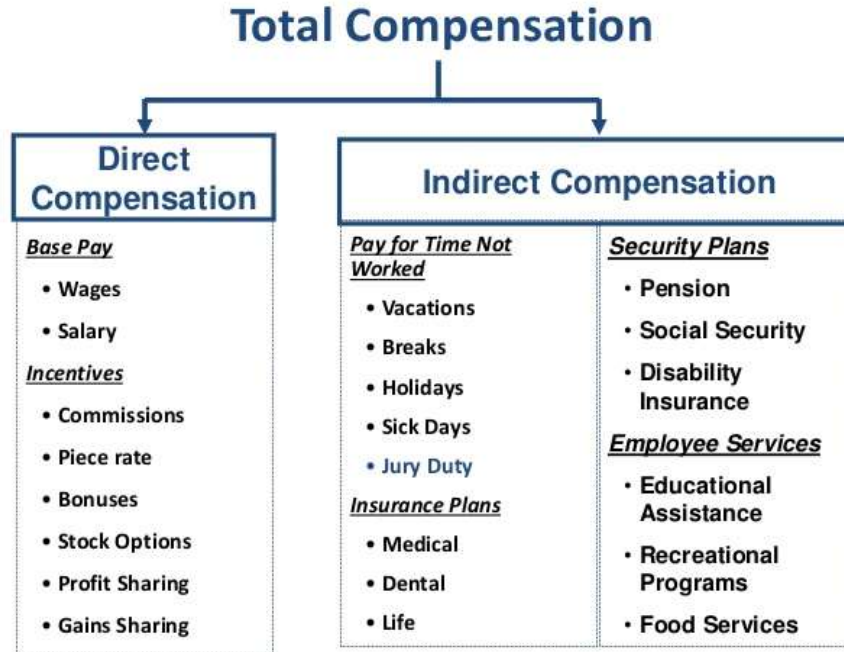 Total Compensation
Direct
Compensation
Base Pay
• Wages
• Salary
Incentives
• Commissions
• Piece rate
• Bonuses
• Stock Options
• Profit Sharing
• Gains Sharing
Indirect Compensation
Pay for Time Not
Worked
• Vacations
• Breaks
• Holidays
• Sick Days
• Jury Duty
Insurance Plans
• Medical
• Dental
• Life
Security Plans
• Pension
• Social Security
• Disability
Insurance
Employee Services
• Educational
Assistance
• Recreational
Programs
• Food Services